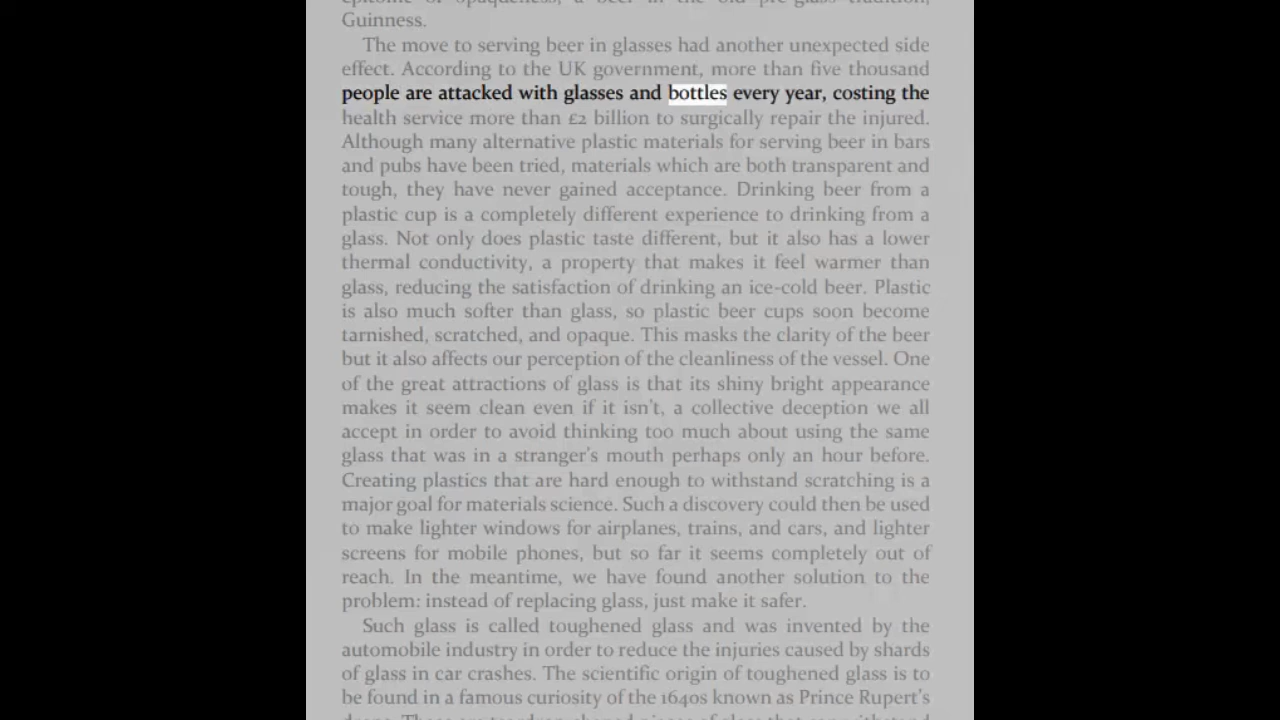 epitome of opaqueness, a beer in the old pre-glass tradition,
Guinness.
The move to serving beer in glasses had another unexpected side
effect. According to the UK government, more than five thousand
people are attacked with glasses and bottles every year, costing the
health service more than £2 billion to surgically repair the injured.
Although many alternative plastic materials for serving beer in bars
and pubs have been tried, materials which are both transparent and
tough, they have never gained acceptance. Drinking beer from a
plastic cup is a completely different experience to drinking from a
glass. Not only does plastic taste different, but it also has a lower
thermal conductivity, a property that makes it feel warmer than
glass, reducing the satisfaction of drinking an ice-cold beer. Plastic
is also much softer than glass, so plastic beer cups soon become
tarnished, scratched, and opaque. This masks the clarity of the beer
but it also affects our perception of the cleanliness of the vessel. One
of the great attractions of glass is that its shiny bright appearance
makes it seem clean even if it isn't, a collective deception we all
accept in order to avoid thinking too much about using the same
glass that was in a stranger's mouth perhaps only an hour before.
Creating plastics that are hard enough to withstand scratching is a
major goal for materials science. Such a discovery could then be used
to make lighter windows for airplanes, trains, and cars, and lighter
screens for mobile phones, but so far it seems completely out of
reach. In the meantime, we have found another solution to the
problem: instead of replacing glass, just make it safer.
Such glass is called toughened glass and was invented by the
automobile industry in order to reduce the injuries caused by shards
of glass in car crashes. The scientific origin of toughened glass is to
be found in a famous curiosity of the 1640s known as Prince Rupert's